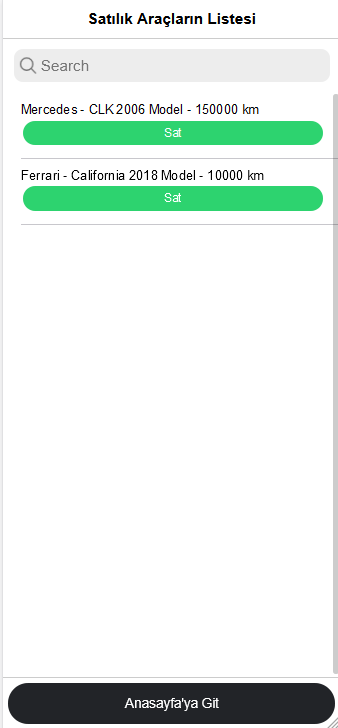 Satılık Araçların Listesi
Search
Mercedes - CLK 2006 Model - 150000 km
Sat
Ferrari - California 2018 Model - 10000 km
Sat
Anasayfa'ya Git